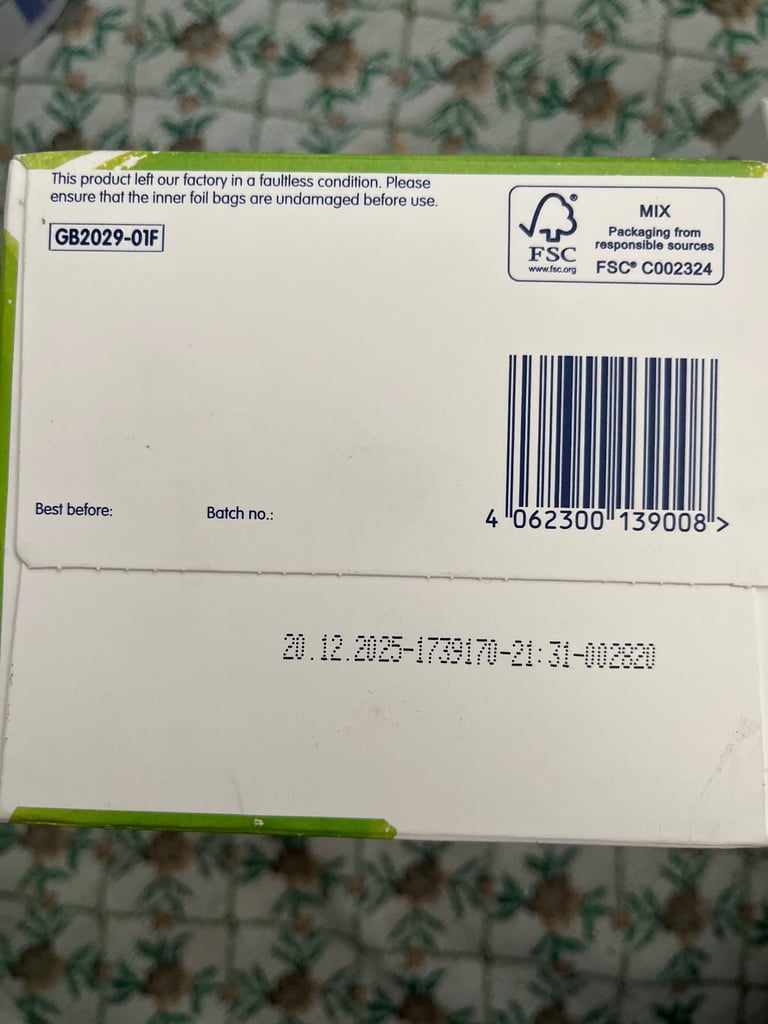 This product left our factory in a faultless condition. Please
ensure that the inner foil bags are undamaged before use.
GB2029-01F
FSC®
www.fsc.org
MIX
Packaging from
responsible sources
FSC® C002324
4 062300 139008 >
Best before:
Batch no.:
20.12.2025-1739170-21:31-002820